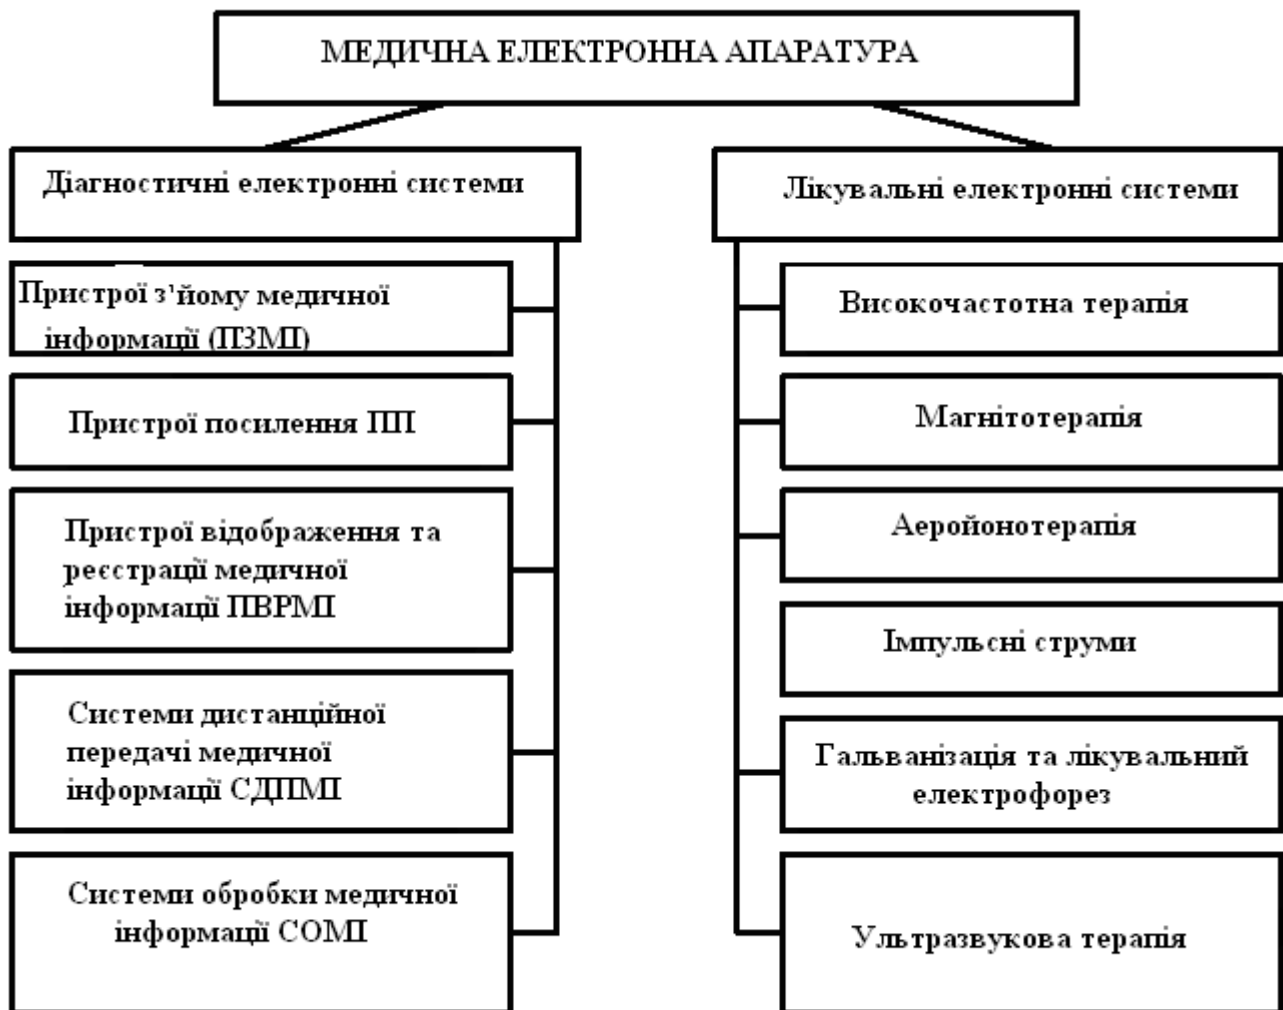 МЕДИЧНА ЕЛЕКТРОННА АПАРАТУРА
Діагностичні електронні системи
Пристрої з'йому медичної
інформації (ПЗМІ)
Пристрої посилення ПП
Пристрої відображення та
реєстрації медичної
інформації ПВРМІ
Системи дистанційної
передачі медичної
інформації СДПМІ
Системи обробки медичної
інформації СОМІ
Лікувальні електронні системи
Високочастотна терапія
Магнітотерапія
Аеройонотерапія
Імпульсні струми
Гальванізація та лікувальний
електрофорез
Ультразвукова терапія